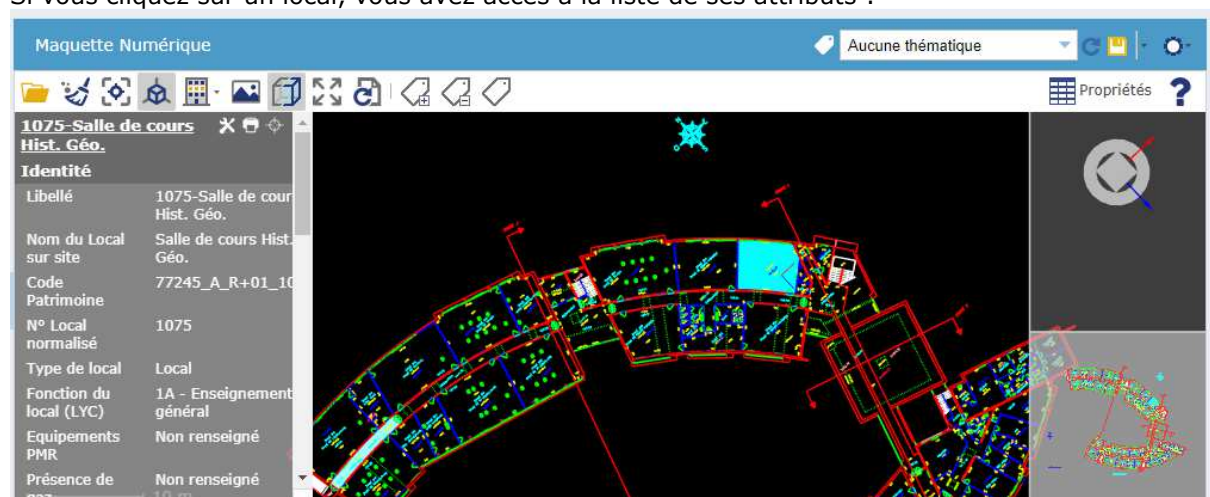 Si vous cliquez sur un local, vous avez accès à la liste de ses attributs :
Maquette Numérique
Aucune thématique
Propriétés
1075-Salle de cours
Hist. Géo.
Identité
Libellé 1075-Salle de cour
Hist. Géo.
Nom du Local Salle de cours Hist.
sur site Géo.
Code 77245_A_R+01_10
Patrimoine
N° Local 1075
normalisé
Type de local Local
Fonction du 1A - Enseignement
local (LYC) général
Equipements Non renseigné
PMR
Présence de Non renseigné
gaz 10 m